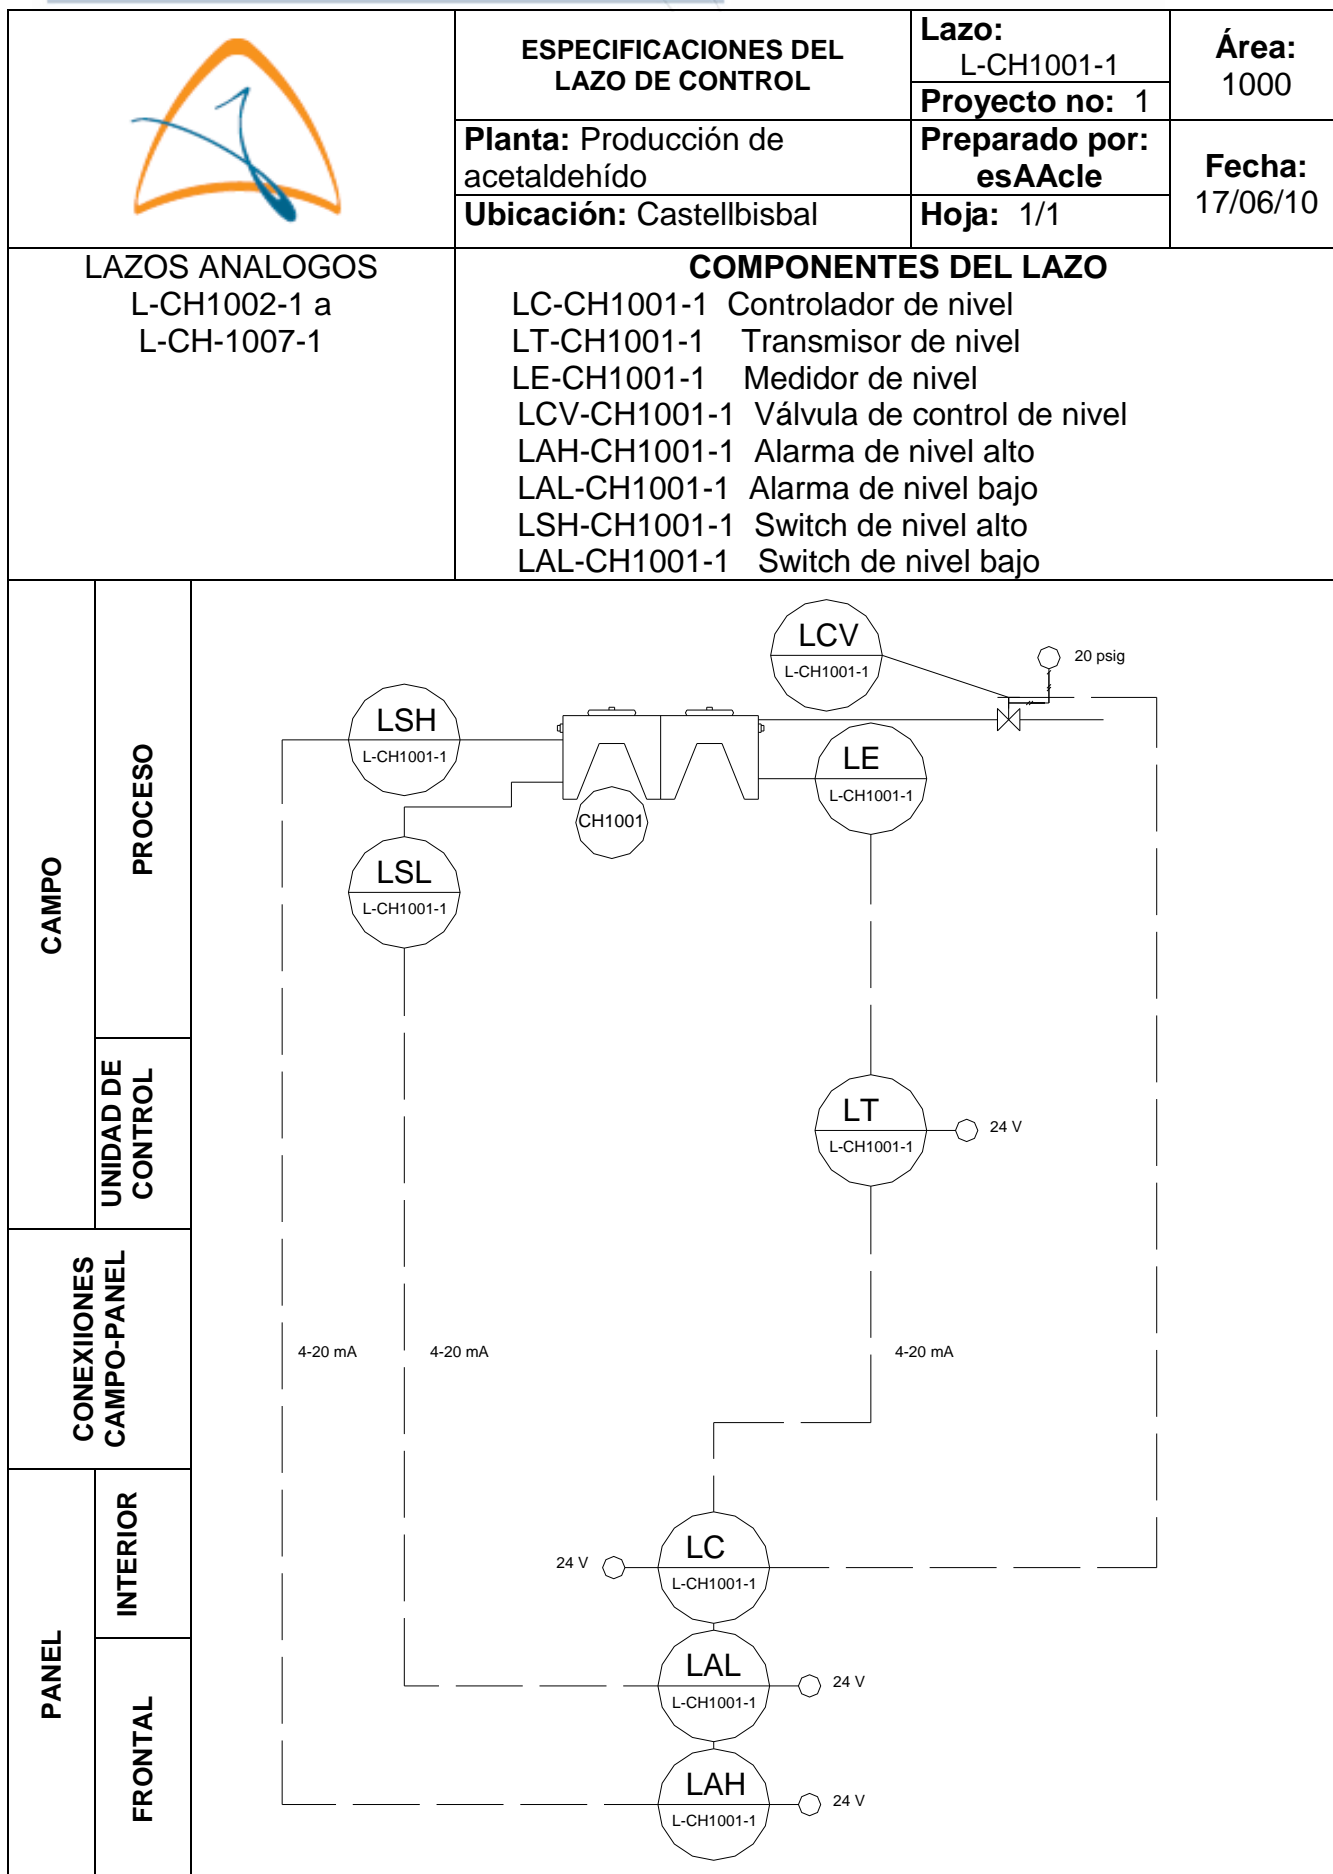 ESPECIFICACIONES DEL
LAZO DE CONTROL
Lazo:
L-CH1001-1
Área:
1000
Proyecto no: 1
Planta: Producción de
acetaldehído
Preparado por:
esAAcle
Fecha:
17/06/10
Ubicación: Castellbisbal
Hoja: 1/1
LAZOS ANALOGOS
L-CH1002-1 a
L-CH-1007-1
COMPONENTES DEL LAZO
LC-CH1001-1 Controlador de nivel
LT-CH1001-1 Transmisor de nivel
LE-CH1001-1 Medidor de nivel
LCV-CH1001-1 Válvula de control de nivel
LAH-CH1001-1 Alarma de nivel alto
LAL-CH1001-1 Alarma de nivel bajo
LSH-CH1001-1 Switch de nivel alto
LAL-CH1001-1 Switch de nivel bajo
CAMPO
PROCESO
UNIDAD DE
CONTROL
CONEXIIONES
CAMPO-PANEL
PANEL
INTERIOR
FRONTAL
LCV
L-CH1001-1
20 psig
LSH
L-CH1001-1
LE
L-CH1001-1
CH1001
LSL
L-CH1001-1
LT
L-CH1001-1
24 V
4-20 mA
4-20 mA
4-20 mA
24 V
LC
L-CH1001-1
LAL
L-CH1001-1
24 V
LAH
L-CH1001-1
24 V